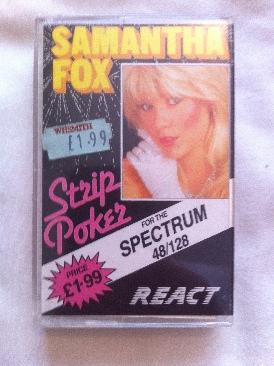 SAMANTHA
FOX
WHSMITH
£1.99
Strip
Poker
FOR THE
SPECTRUM
48/128
PRICE
£1.99
REACT